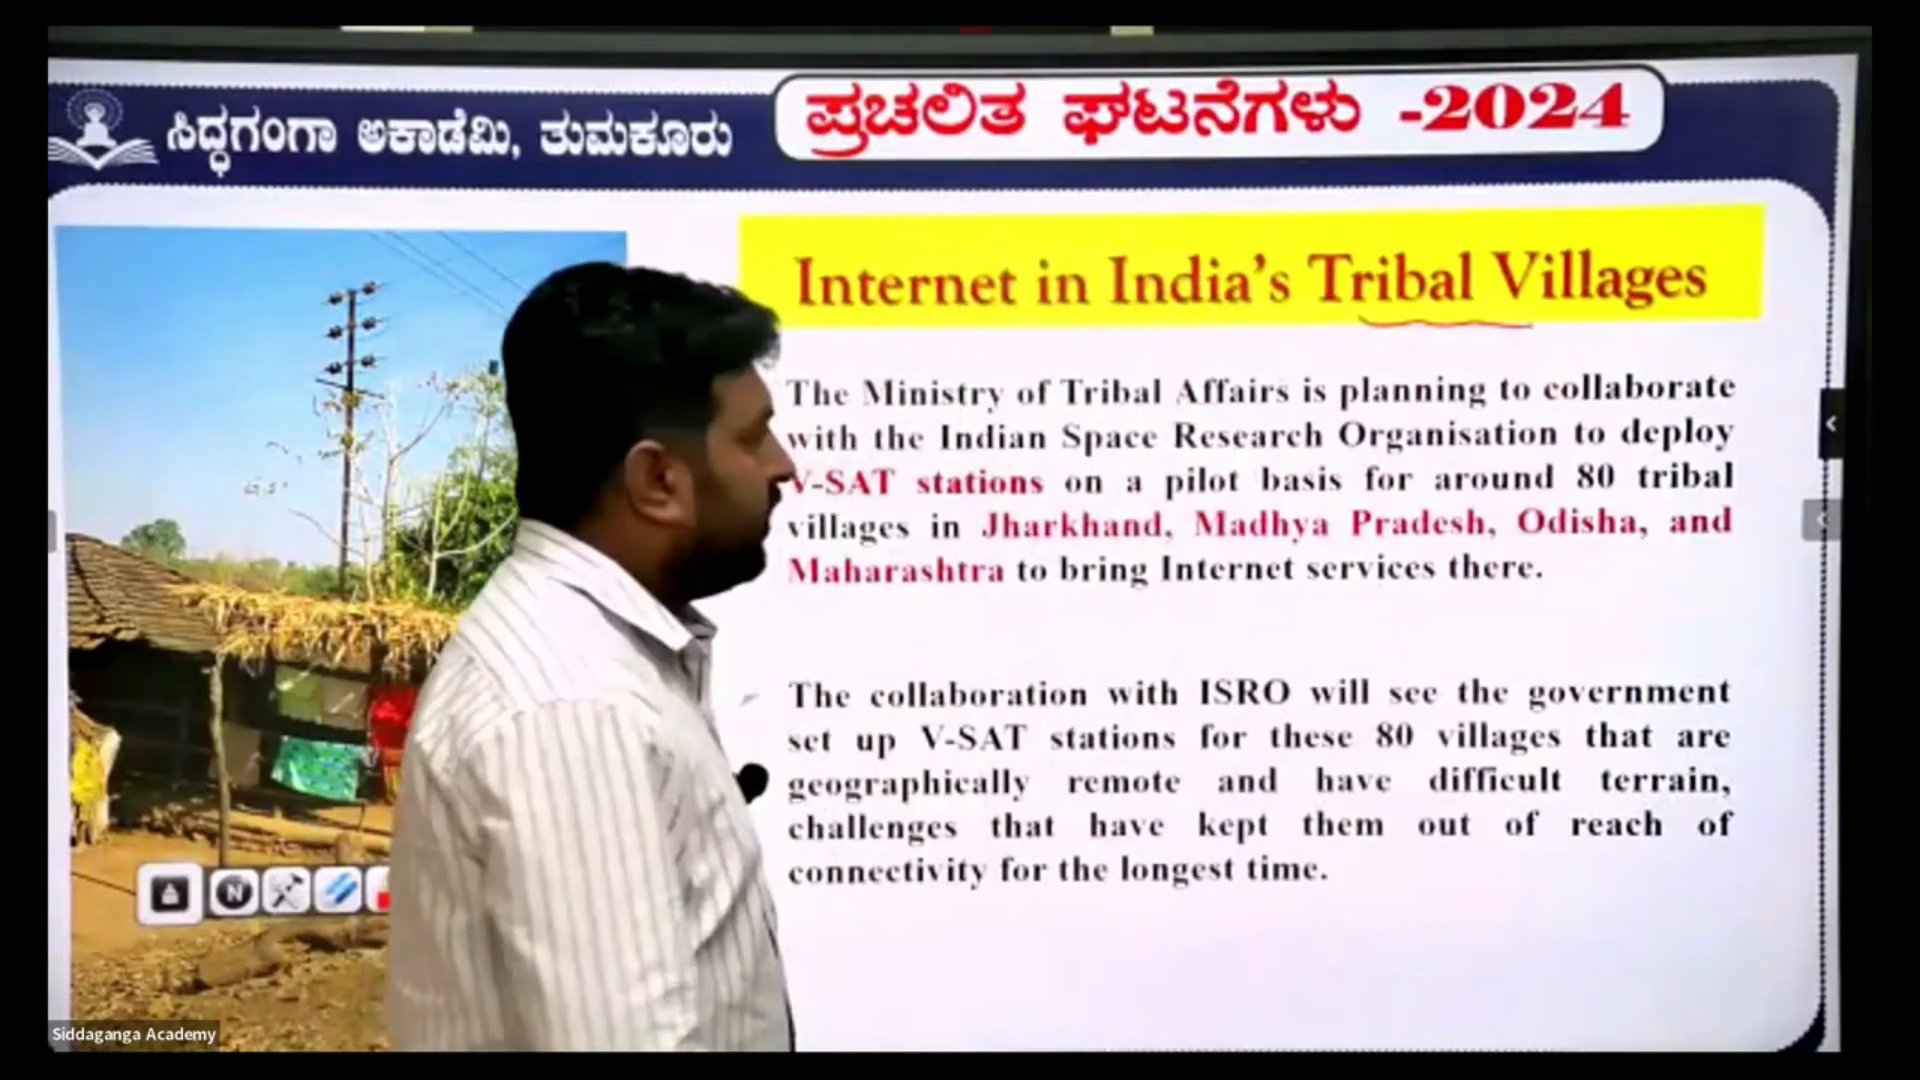 ಸಿದ್ಧಗಂಗಾ ಅಕಾಡೆಮಿ, ತುಮಕೂರು
ಪ್ರಚಲಿತ ಘಟನೆಗಳು -2024
Internet in India's Tribal Villages
The Ministry of Tribal Affairs is planning to collaborate
with the Indian Space Research Organisation to deploy
V-SAT stations on a pilot basis for around 80 tribal
villages in Jharkhand, Madhya Pradesh, Odisha, and
Maharashtra to bring Internet services there.
The collaboration with ISRO will see the government
set up V-SAT stations for these 80 villages that are
geographically remote and have difficult terrain,
challenges that have kept them out of reach of
connectivity for the longest time.
N
Siddaganga Academy